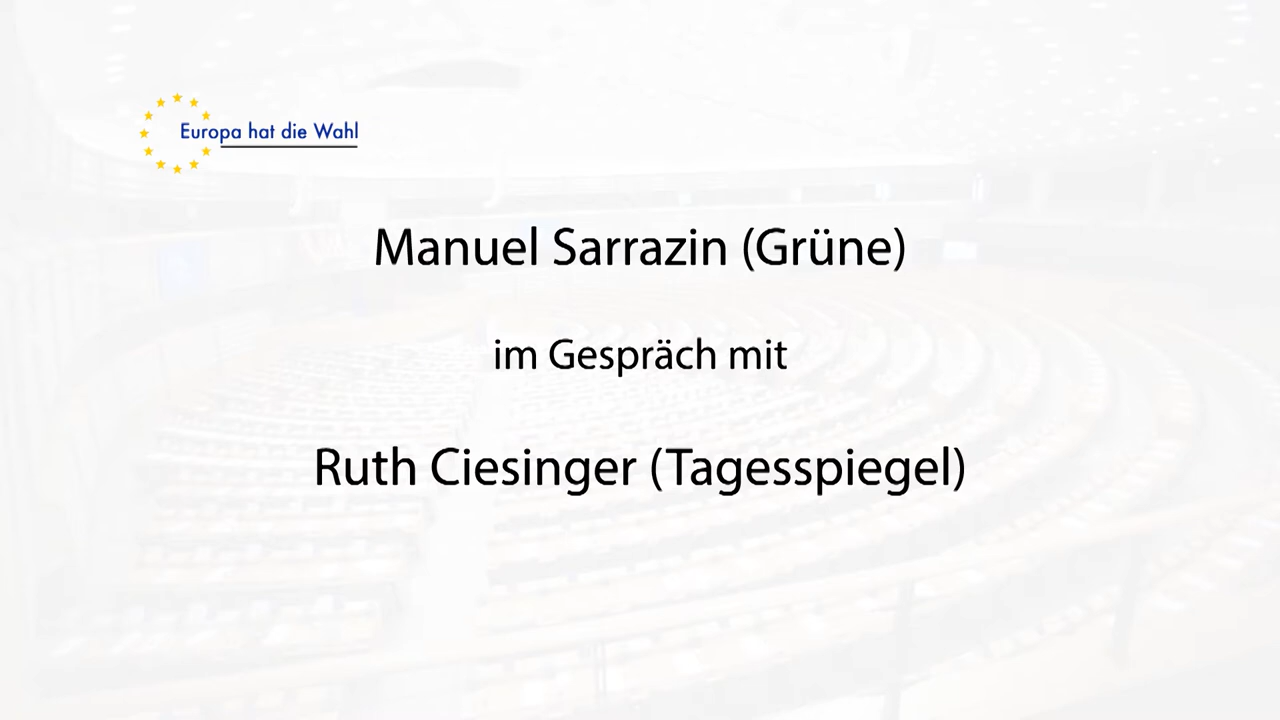 Europa hat die Wahl
Manuel Sarrazin (Grüne)
im Gespräch mit
Ruth Ciesinger (Tagesspiegel)